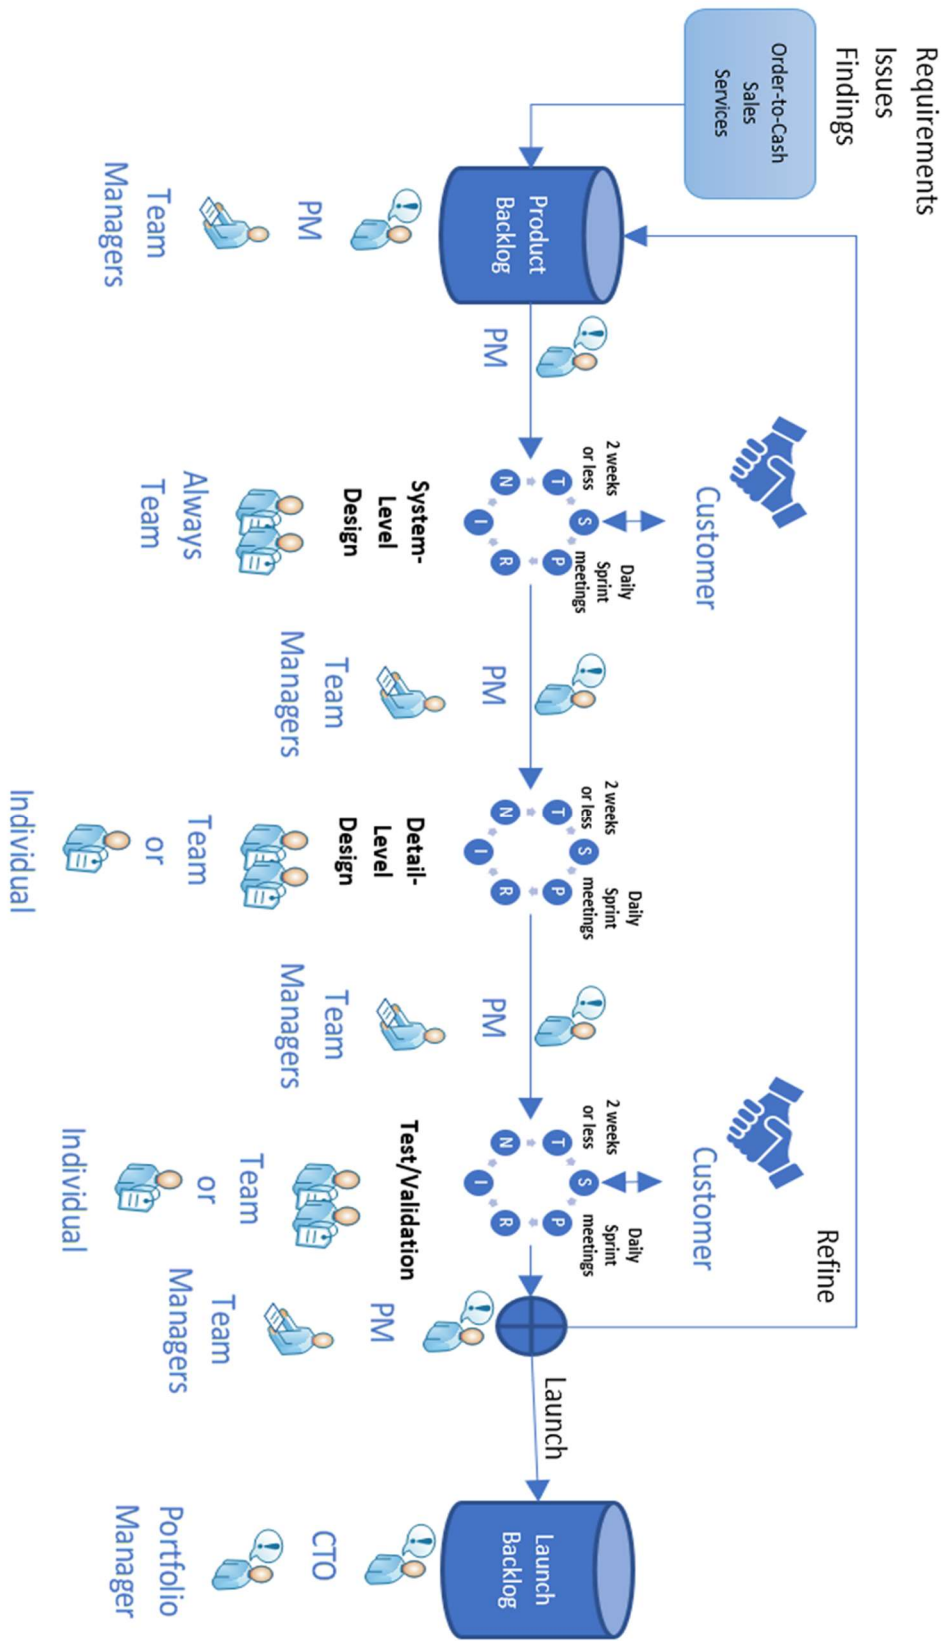 Requirements
Issues
Findings
Order-to-Cash
Sales
Services
Product
Backlog
PM
Team
Managers
PM
Customer
2 weeks
or less
Daily
Sprint
meetings
T
S
P
R
I
N
System-
Level
Design
Always
Team
PM
Team
Managers
2 weeks
or less
Daily
Sprint
meetings
T
S
P
R
I
N
Detail-
Level
Design
Team
or
Individual
PM
Team
Managers
Customer
2 weeks
or less
Daily
Sprint
meetings
T
S
P
R
I
N
Test/Validation
Team
or
Individual
Refine
PM
Team
Managers
Launch
Launch
Backlog
CTO
Portfolio
Manager